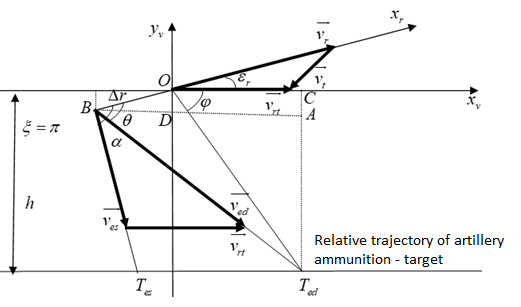 y_v
x_r
v_r
O
ε_r
v_t
Δr
v_rt
C
x_v
B
θ
D
φ
A
ξ = π
α
h
v_es
v_ed
v_rt
Relative trajectory of artillery
ammunition - target
T_es
T_ed